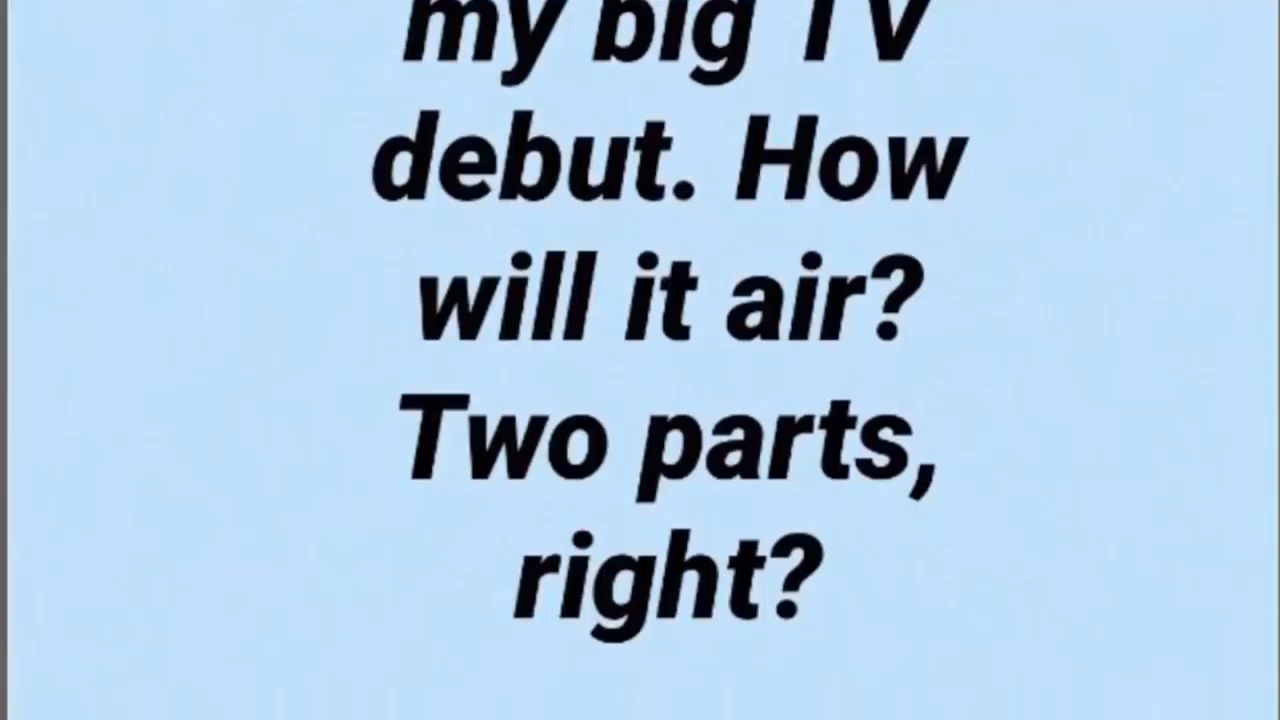 my big TV
debut. How
will it air?
Two parts,
right?